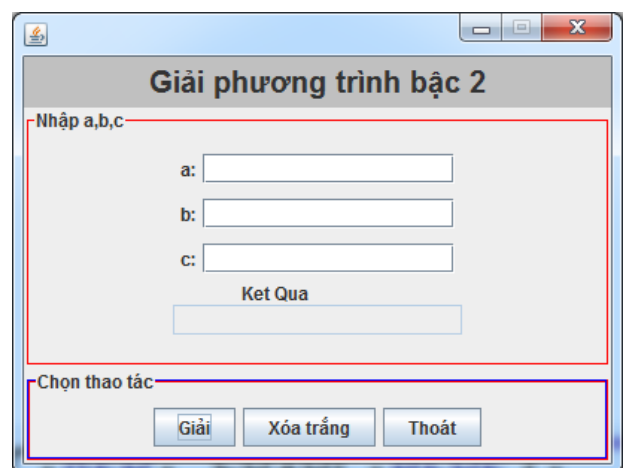 Giải phương trình bậc 2
Nhập a,b,c
a:
b:
c:
Ket Qua
Chọn thao tác
Giải Xóa trắng Thoát